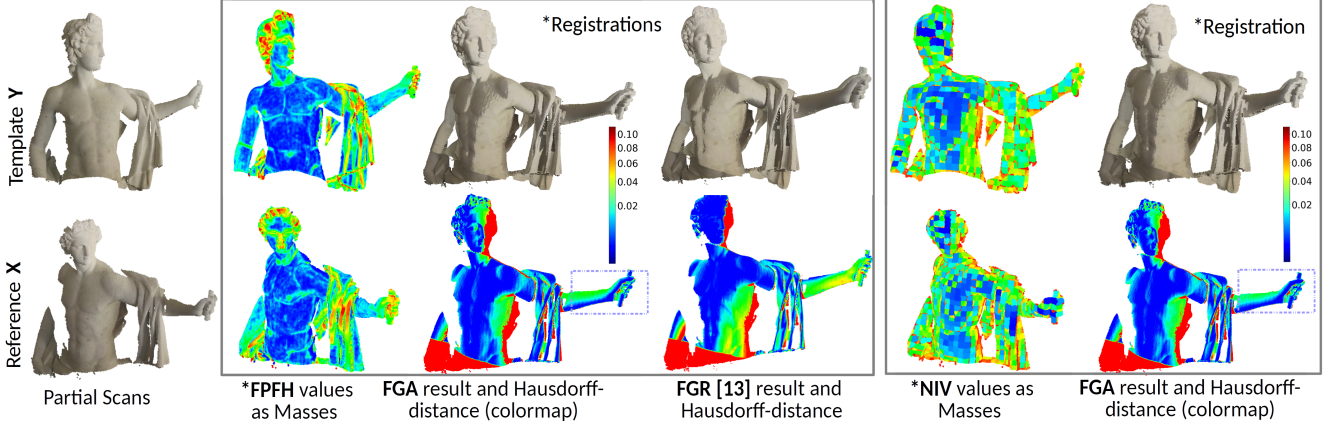 *Registrations
*Registration
Template Y
0.10
0.08
0.06
0.04
0.02
0.10
0.08
0.06
0.04
0.02
Reference X
Partial Scans
*FPFH values
as Masses
FGA result and Hausdorff-
distance (colormap)
FGR [13] result and
Hausdorff-distance
*NIV values as
Masses
FGA result and Hausdorff-
distance (colormap)